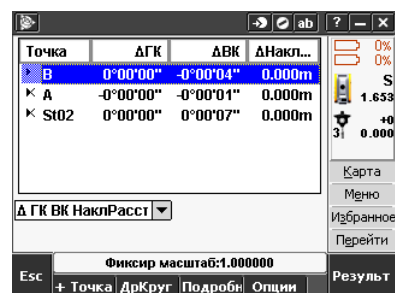 ab ? – X
Точка ΔГК ΔВК ΔНакл...
B 0°00'00" -0°00'04" 0.000m
A -0°00'00" -0°00'01" 0.000m
St02 0°00'00" 0°00'07" 0.000m
0%
0%
S
1.653
+0
3 0.000
Карта
Меню
Избранное
Перейти
Δ ГК ВК НаклРасст
Фиксир масштаб:1.000000
Esc + Точка ДрКруг Подробн Опции Результ